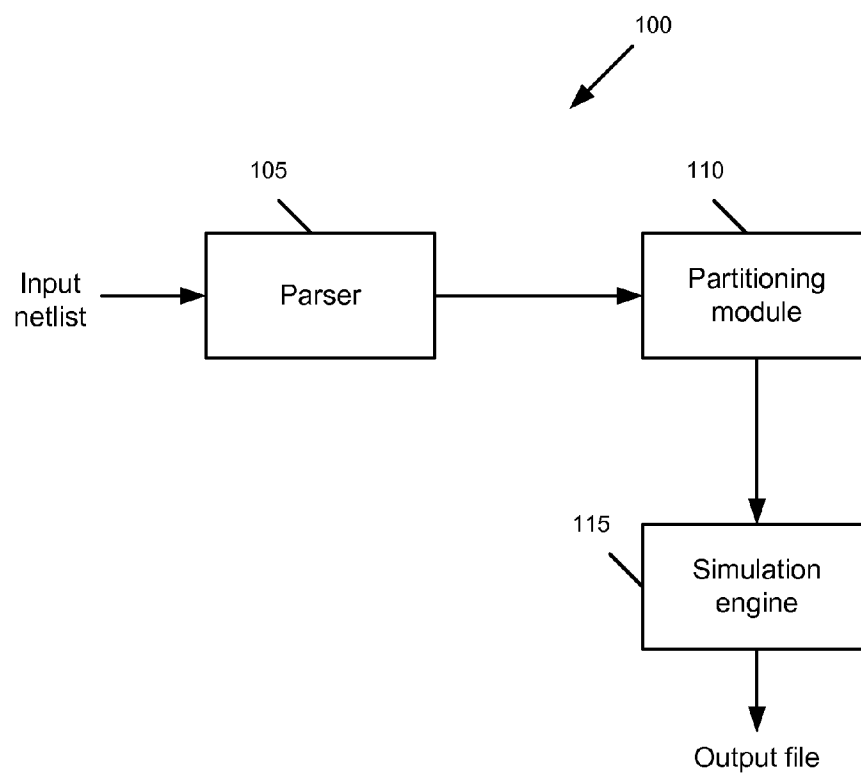 100
105
110
Input
netlist
Parser
Partitioning
module
115
Simulation
engine
Output file